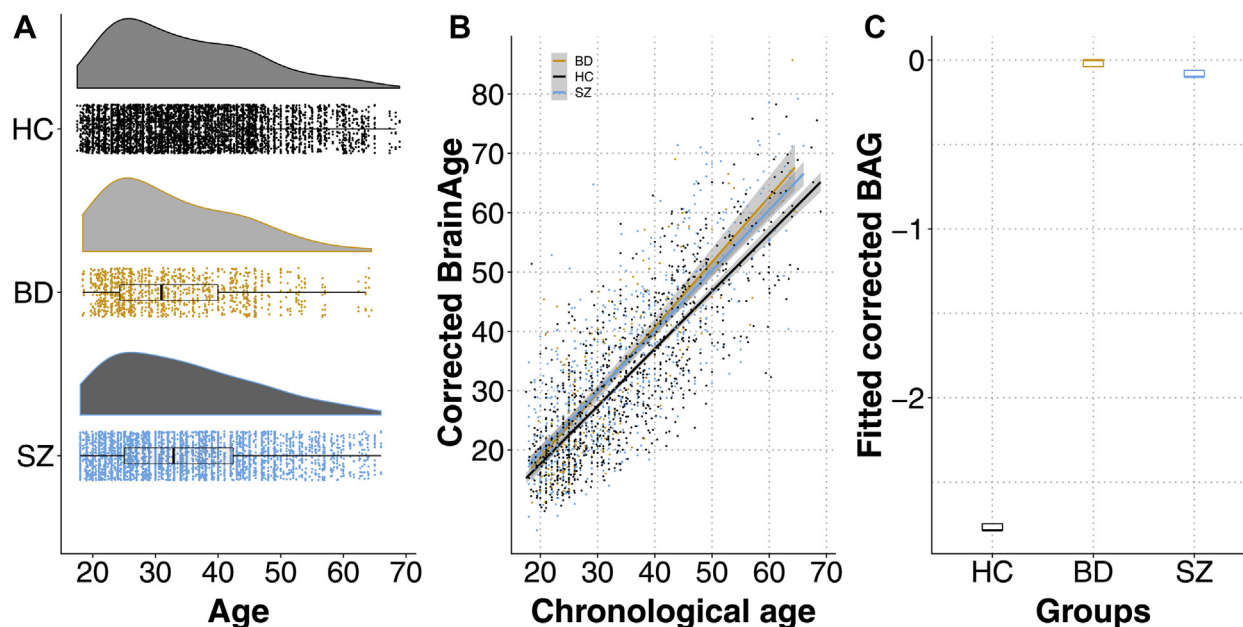 A
HC
BD
SZ
20 30 40 50 60 70
Age
B
BD
HC
SZ
Corrected BrainAge
80
70
60
50
40
30
20
20 30 40 50 60 70
Chronological age
C
Fitted corrected BAG
0
−1
−2
HC BD SZ
Groups